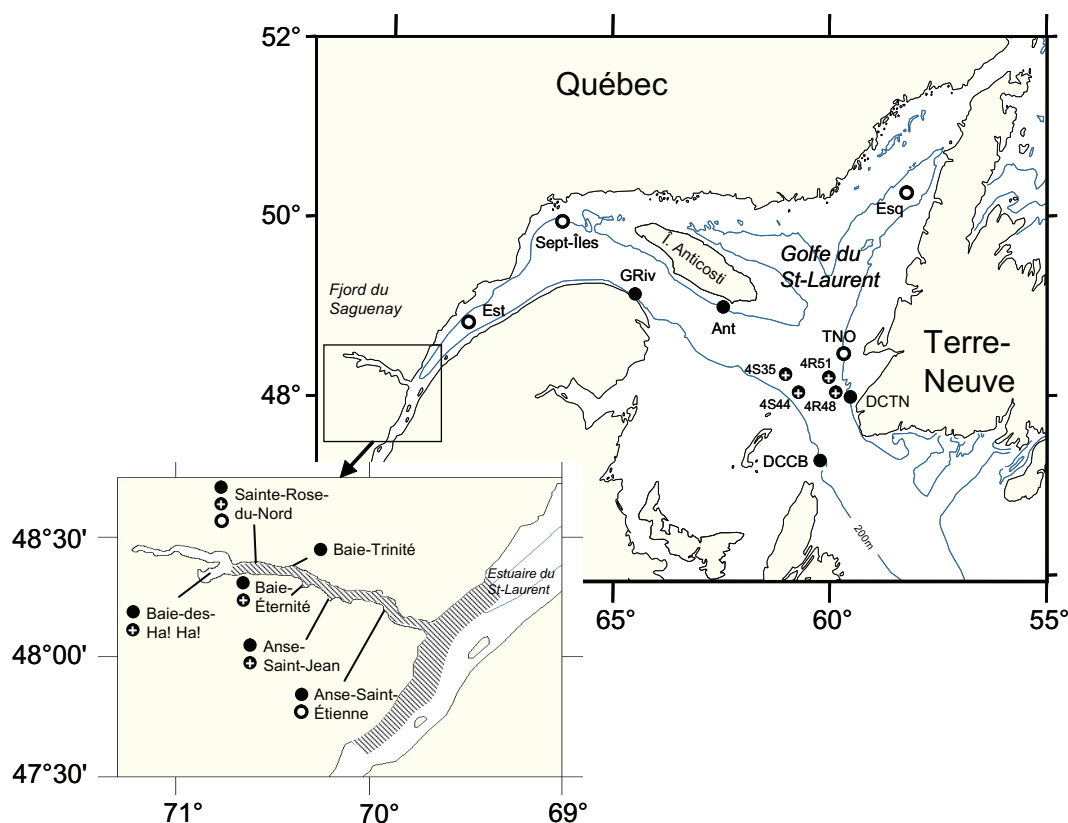 52°
Québec
50°
Esq
Sept-Îles
Î. Anticosti
Golfe du
St-Laurent
GRiv
Fjord du
Saguenay
Est
Ant
TNO
Terre-
Neuve
4S35
4R51
48°
4S44
4R48
DCTN
DCCB
200m
65°
60°
55°
Sainte-Rose-
du-Nord
48°30'
Baie-Trinité
Estuaire du
St-Laurent
Baie-
Éternité
Baie-des-
Ha! Ha!
Anse-
Saint-Jean
48°00'
Anse-Saint-
Étienne
47°30'
71°
70°
69°